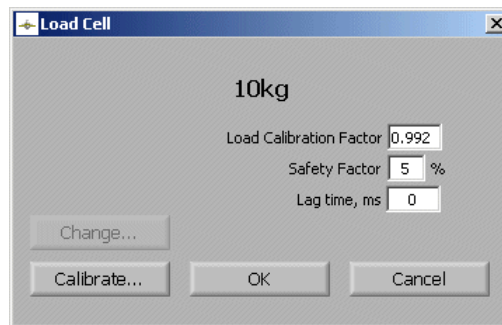 Load Cell
10kg
Load Calibration Factor 0.992
Safety Factor 5 %
Lag time, ms 0
Change...
Calibrate... OK Cancel